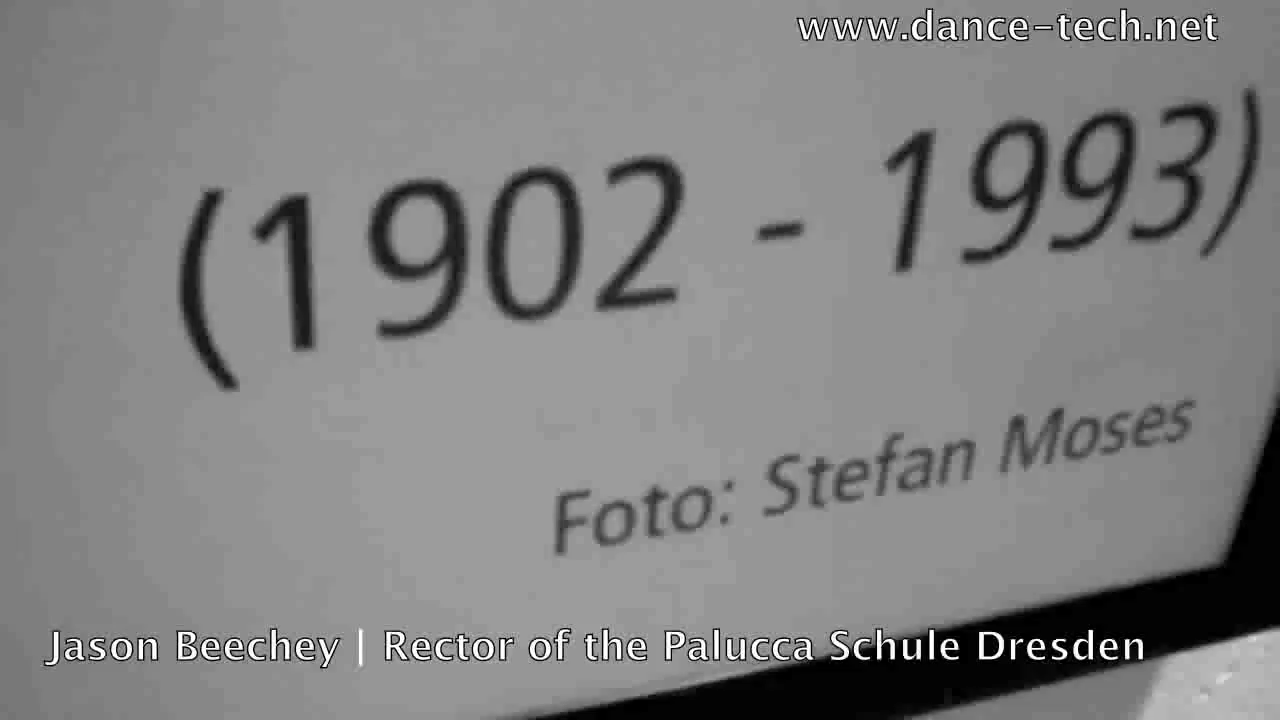 www.dance-tech.net
(1902 - 1993)
Foto: Stefan Moses
Jason Beechey | Rector of the Palucca Schule Dresden